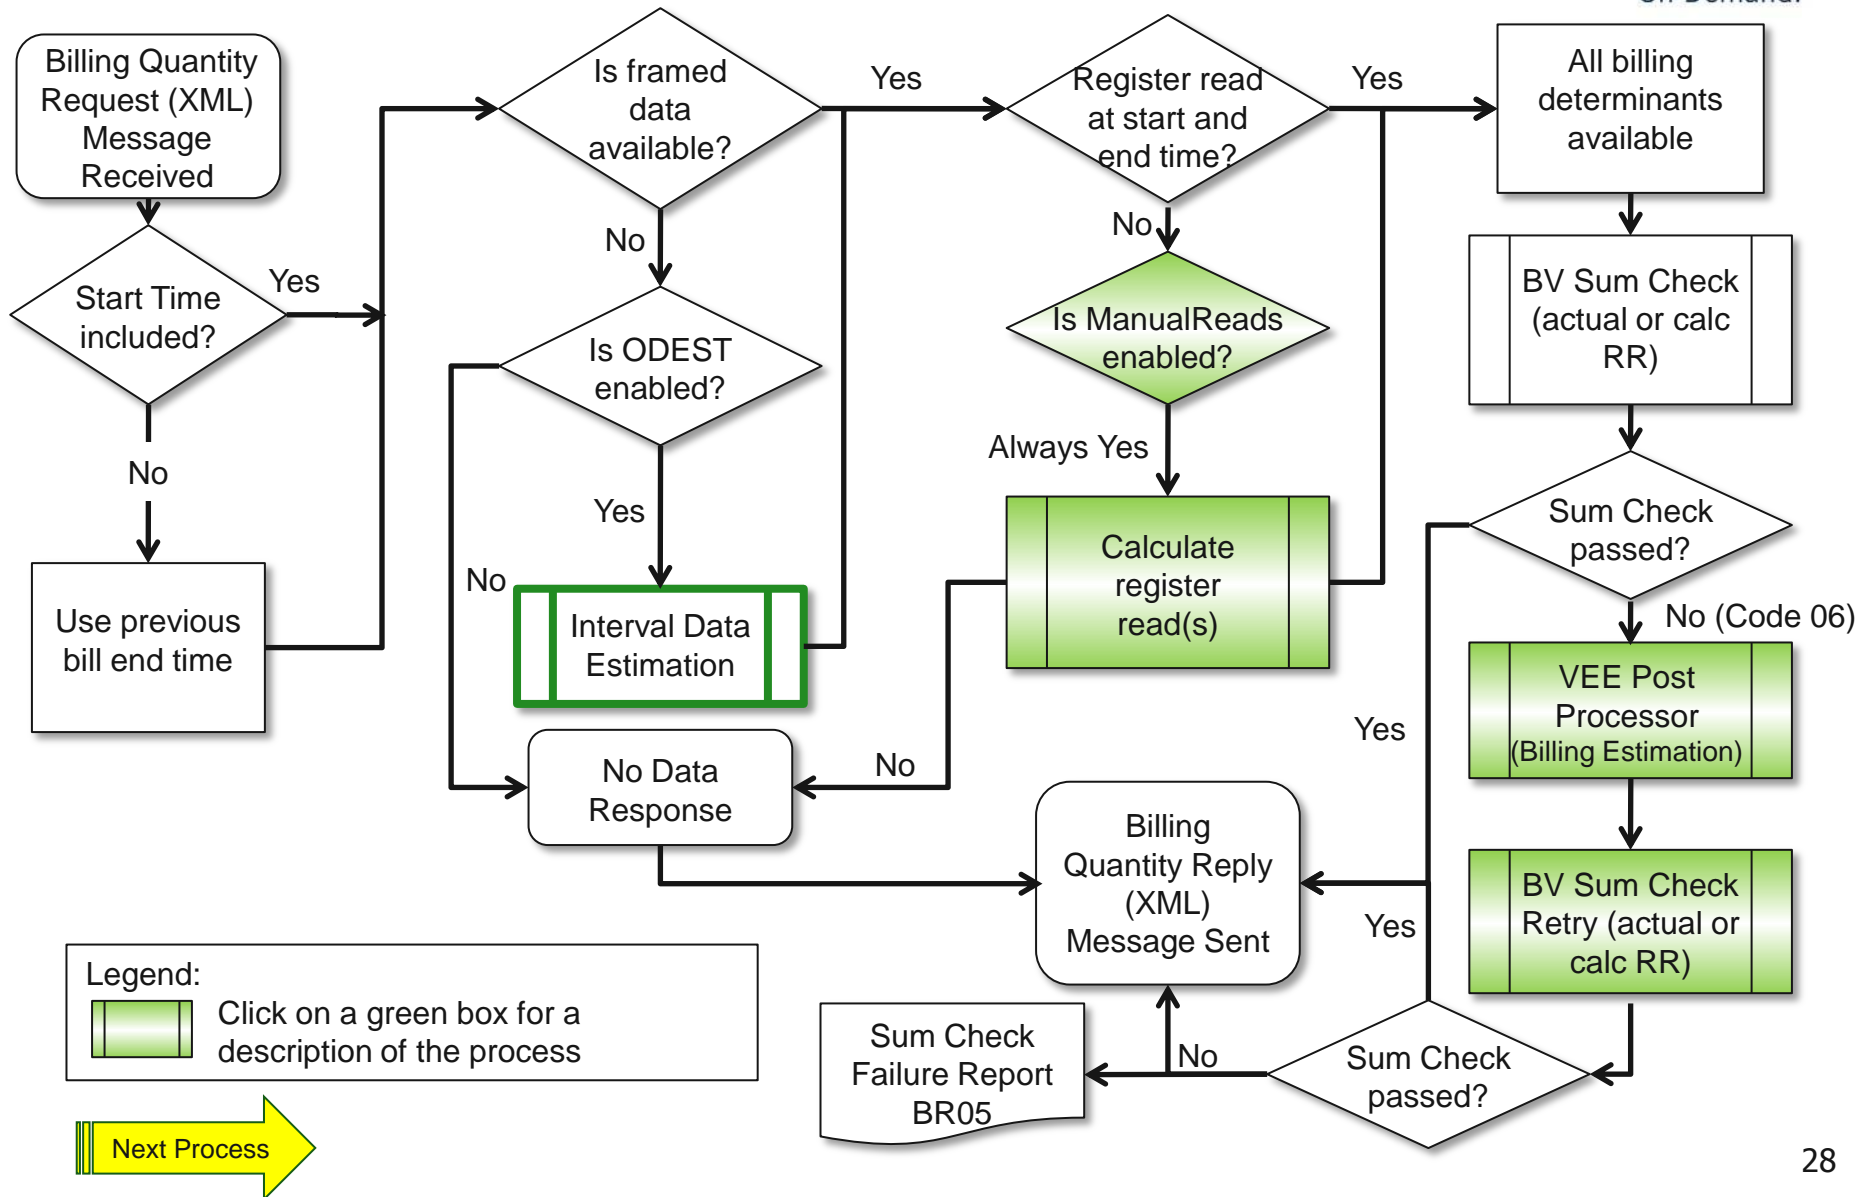 On-Demand.
Billing Quantity
Request (XML)
Message
Received
Is framed
data
available?
Yes
Register read
at start and
end time?
Yes
All billing
determinants
available
No
No
Start Time
included?
Yes
Is ODEST
enabled?
Is ManualReads
enabled?
BV Sum Check
(actual or calc
RR)
No
Yes
Always Yes
Sum Check
passed?
Use previous
bill end time
No
Interval Data
Estimation
Calculate
register
read(s)
No (Code 06)
VEE Post
Processor
(Billing Estimation)
Yes
No Data
Response
No
Billing
Quantity Reply
(XML)
Message Sent
BV Sum Check
Retry (actual or
calc RR)
Yes
Legend:
Click on a green box for a
description of the process
Sum Check
Failure Report
BR05
No
Sum Check
passed?
Next Process
28